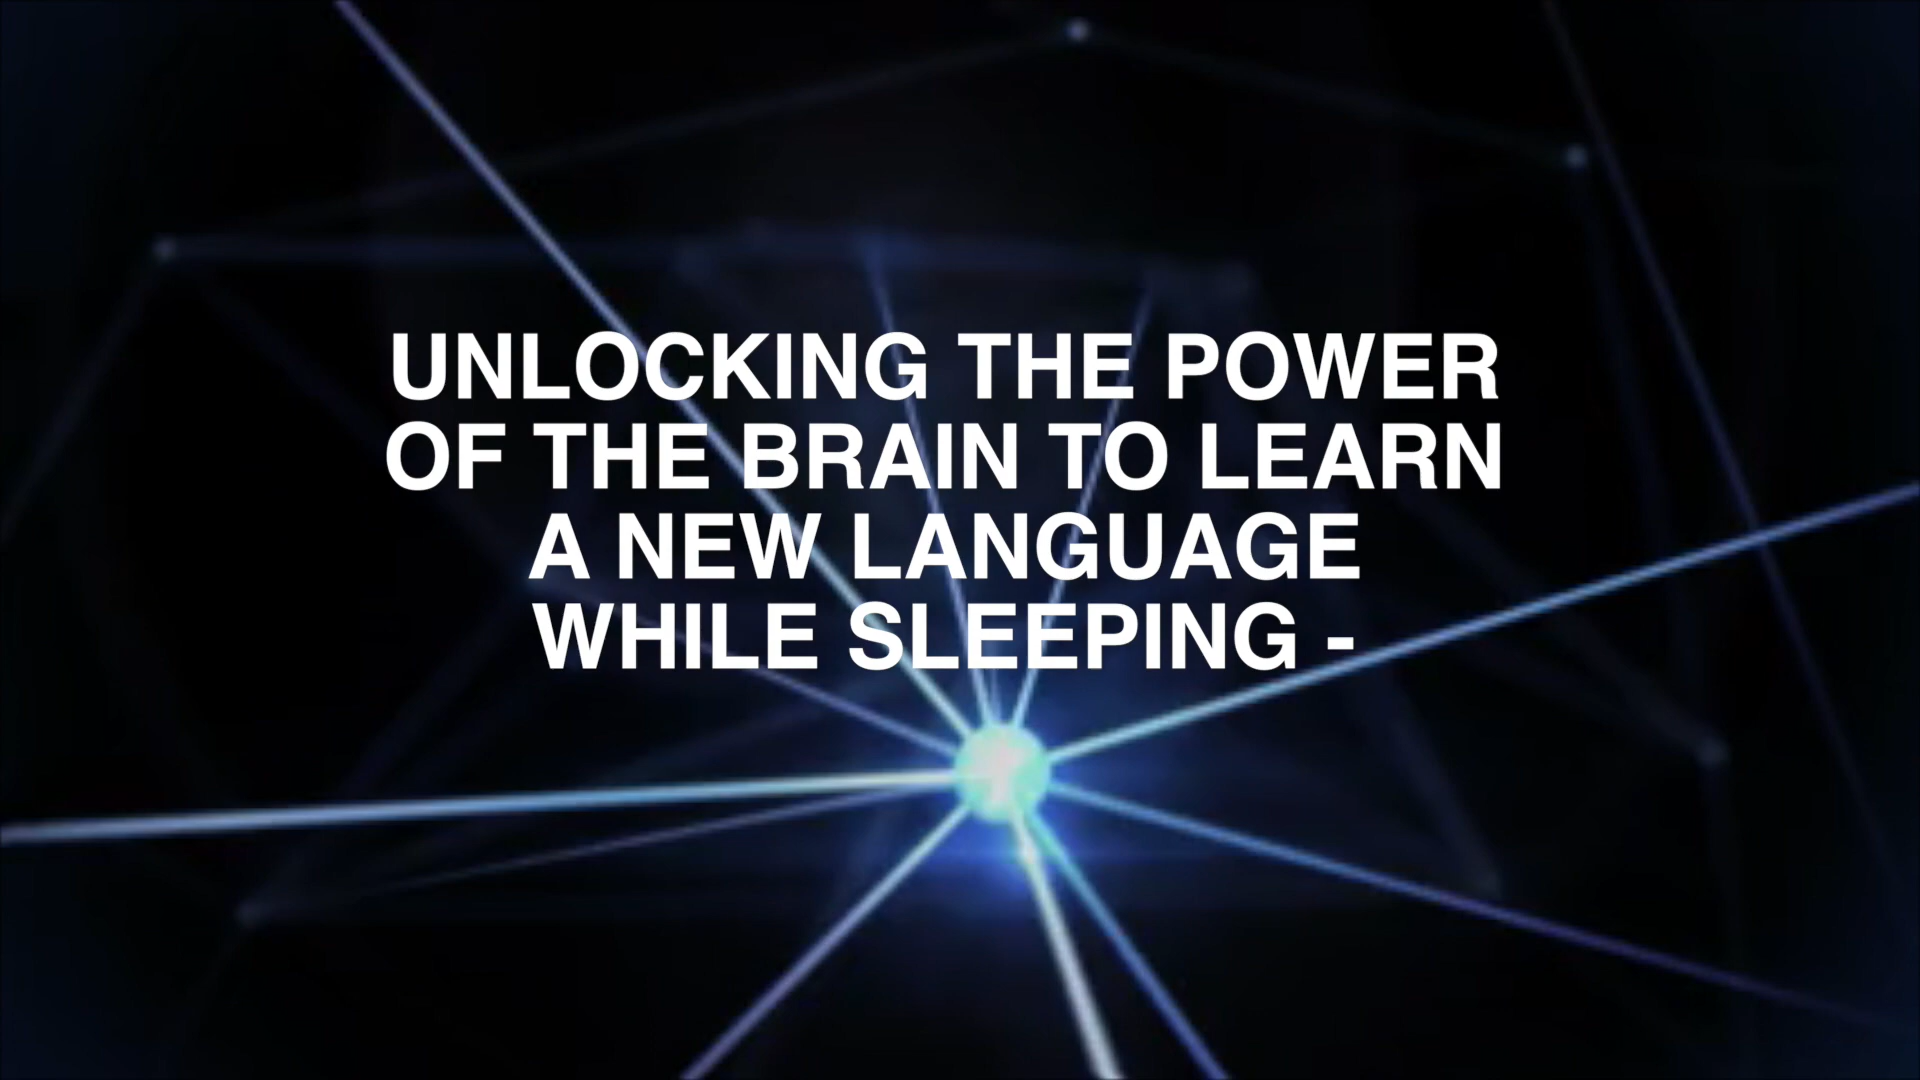 UNLOCKING THE POWER
OF THE BRAIN TO LEARN
A NEW LANGUAGE
WHILE SLEEPING -